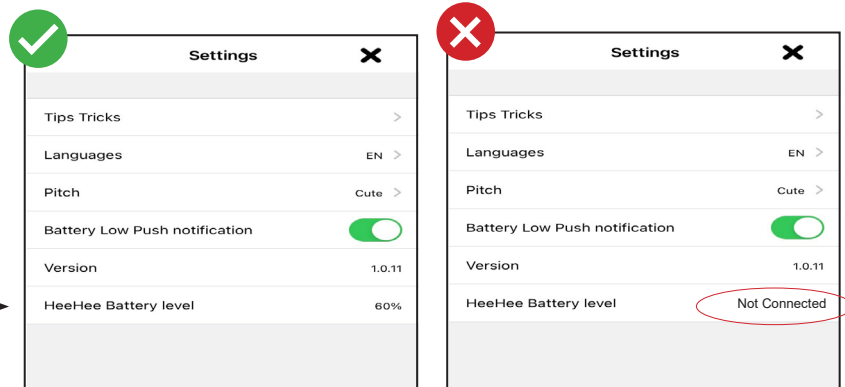 Settings
Tips Tricks
Languages EN
Pitch Cute
Battery Low Push notification
Version 1.0.11
HeeHee Battery level 60%
Settings
Tips Tricks
Languages EN
Pitch Cute
Battery Low Push notification
Version 1.0.11
HeeHee Battery level Not Connected